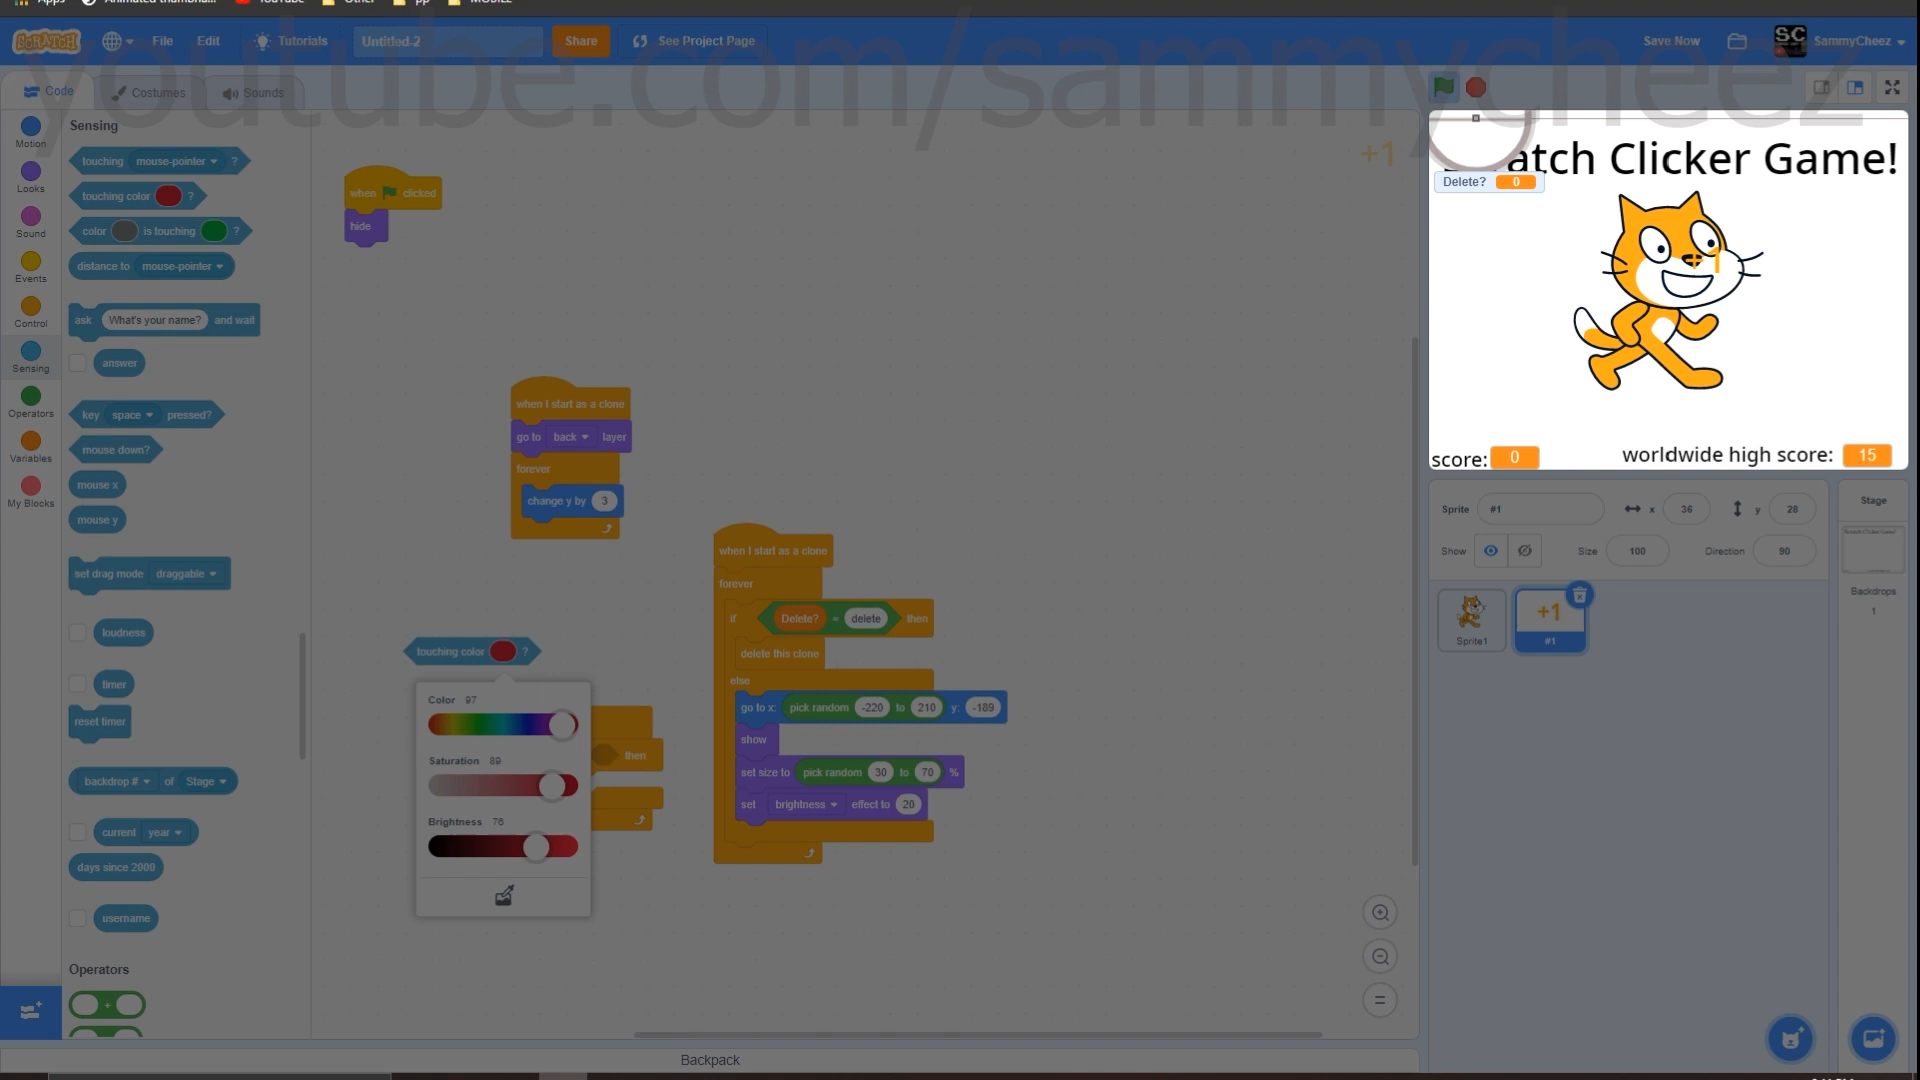 Apps Animated thumbnai... YouTube Other pp MOBILE
SCRATCH File Edit Tutorials Untitled-2 Share See Project Page Save Now SC SammyCheez
youtube.com/sammycheez
Code Costumes Sounds
Motion
Looks
Sound
Events
Control
Sensing
Operators
Variables
My Blocks
Sensing
touching mouse-pointer ?
touching color ?
color is touching ?
distance to mouse-pointer
ask What's your name? and wait
answer
key space pressed?
mouse down?
mouse x
mouse y
set drag mode draggable
loudness
timer
reset timer
backdrop # of Stage
current year
days since 2000
username
Operators
+
when clicked
hide
+1
when I start as a clone
go to back layer
forever
change y by 3
touching color ?
Color 97
Saturation 89
Brightness 76
then
when I start as a clone
forever
if Delete? = delete then
delete this clone
else
go to x: pick random -220 to 210 y: -189
show
set size to pick random 30 to 70 %
set brightness effect to 20
Backpack
atch Clicker Game!
Delete? 0
+1
score: 0
worldwide high score: 15
Sprite #1 x 36 y 28
Show Size 100 Direction 90
Sprite1
+1
#1
Stage
Backdrops
1